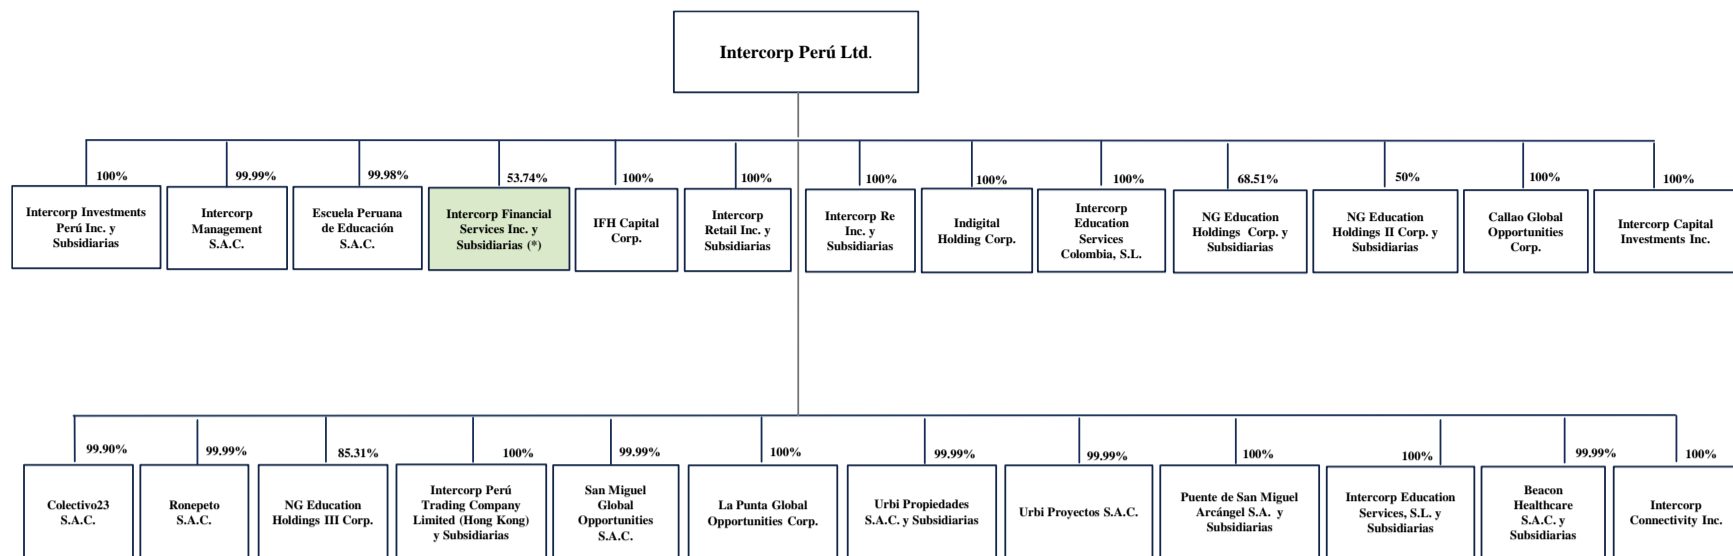 Intercorp Perú Ltd.
100%
99.99%
99.98%
53.74%
100%
100%
100%
100%
100%
68.51%
50%
100%
100%
Intercorp Investments
Perú Inc. y
Subsidiarias
Intercorp
Management
S.A.C.
Escuela Peruana
de Educación
S.A.C.
Intercorp Financial
Services Inc. y
Subsidiarias (*)
IFH Capital
Corp.
Intercorp
Retail Inc. y
Subsidiarias
Intercorp Re
Inc. y
Subsidiarias
Indigital
Holding Corp.
Intercorp
Education
Services
Colombia, S.L.
NG Education
Holdings Corp. y
Subsidiarias
NG Education
Holdings II Corp. y
Subsidiarias
Callao Global
Opportunities
Corp.
Intercorp Capital
Investments Inc.
99.90%
99.99%
85.31%
100%
99.99%
100%
99.99%
99.99%
100%
100%
99.99%
100%
Colectivo23
S.A.C.
Ronepeto
S.A.C.
NG Education
Holdings III Corp.
Intercorp Perú
Trading Company
Limited (Hong Kong)
y Subsidiarias
San Miguel
Global
Opportunities
S.A.C.
La Punta Global
Opportunities Corp.
Urbi Propiedades
S.A.C. y Subsidiarias
Urbi Proyectos S.A.C.
Puente de San Miguel
Arcángel S.A. y
Subsidiarias
Intercorp Education
Services, S.L. y
Subsidiarias
Beacon
Healthcare
S.A.C. y
Subsidiarias
Intercorp
Connectivity Inc.